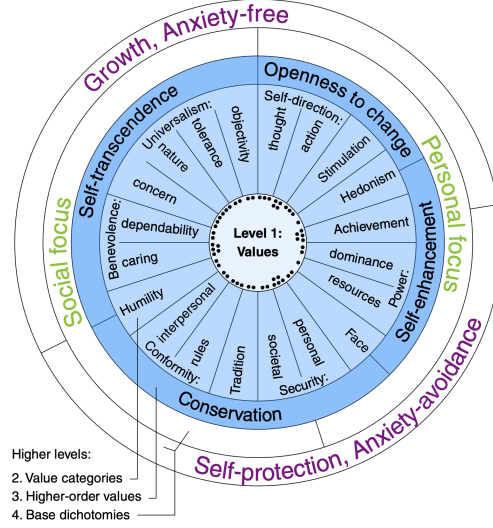 Growth, Anxiety-free
Self-protection, Anxiety-avoidance
Social focus
Personal focus
Self-transcendence
Openness to change
Self-enhancement
Conservation
Self-direction:
thought
action
Stimulation
Hedonism
Achievement
Power:
dominance
resources
Face
Security:
personal
societal
Tradition
Conformity:
rules
interpersonal
Humility
Benevolence:
caring
dependability
Universalism:
concern
nature
tolerance
objectivity
Level 1:
Values
Higher levels:
2. Value categories
3. Higher-order values
4. Base dichotomies